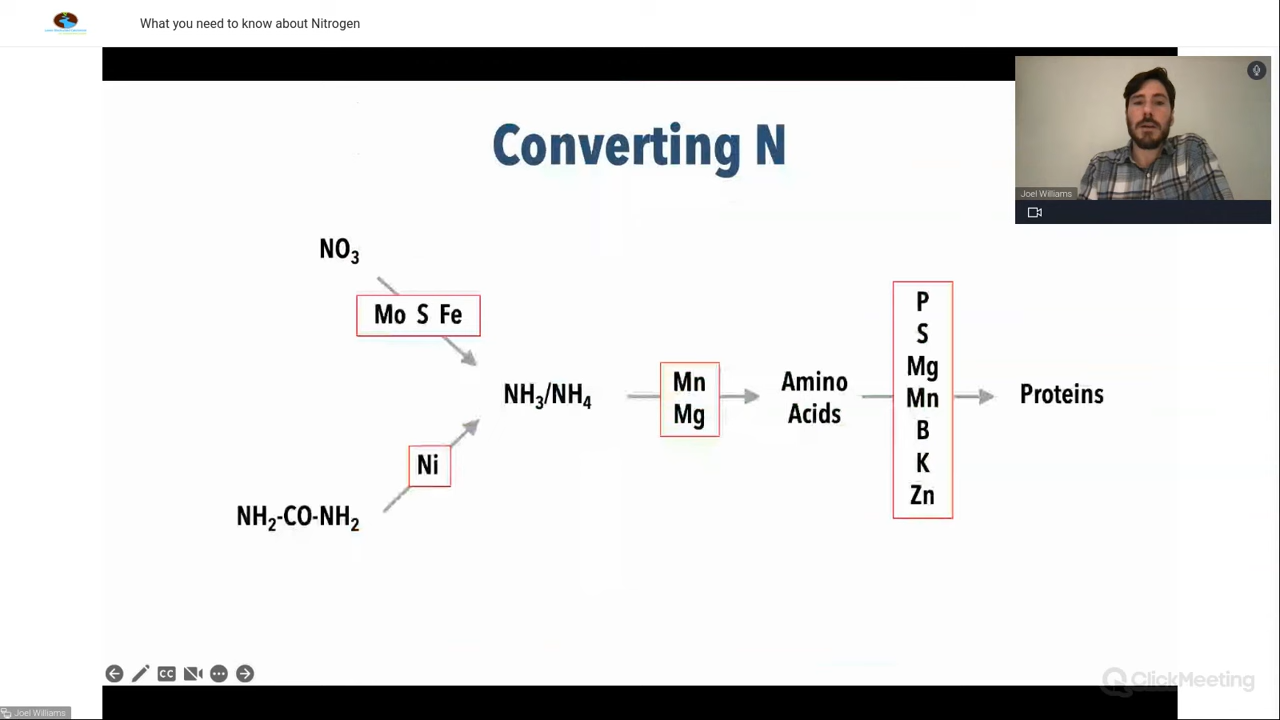 What you need to know about Nitrogen
Converting N
Joel Williams
NO₃
Mo S Fe
NH₃/NH₄
Mn
Mg
Amino
Acids
P
S
Mg
Mn
B
K
Zn
Proteins
Ni
NH₂-CO-NH₂
CC
ClickMeeting
Joel Williams